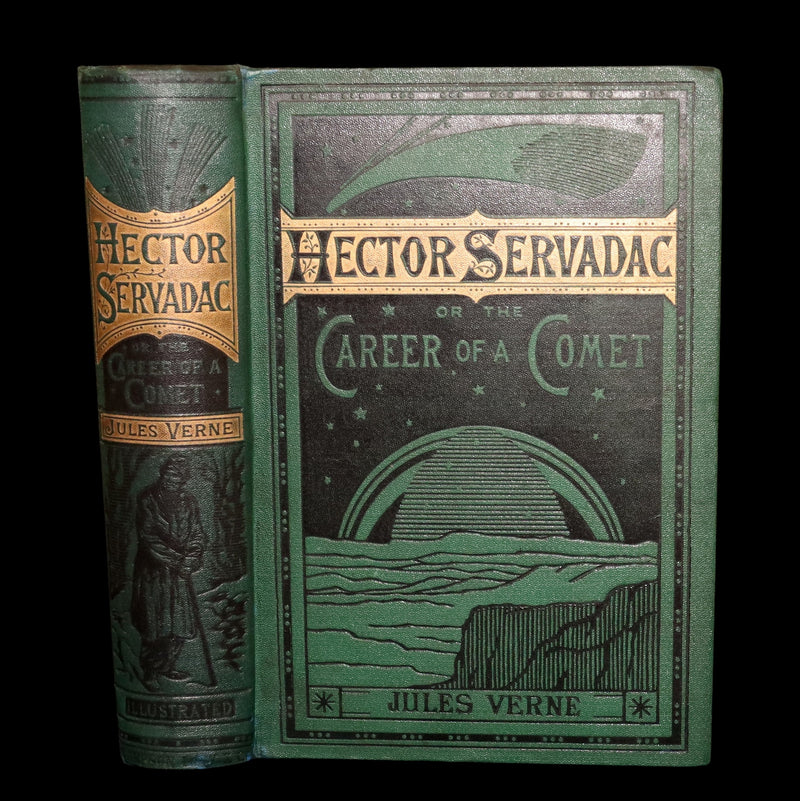 HECTOR
SERVADAC
OR THE
CAREER OF A
COMET
JULES VERNE
ILLUSTRATED
HECTOR SERVADAC
OR THE
CAREER OF A COMET
JULES VERNE